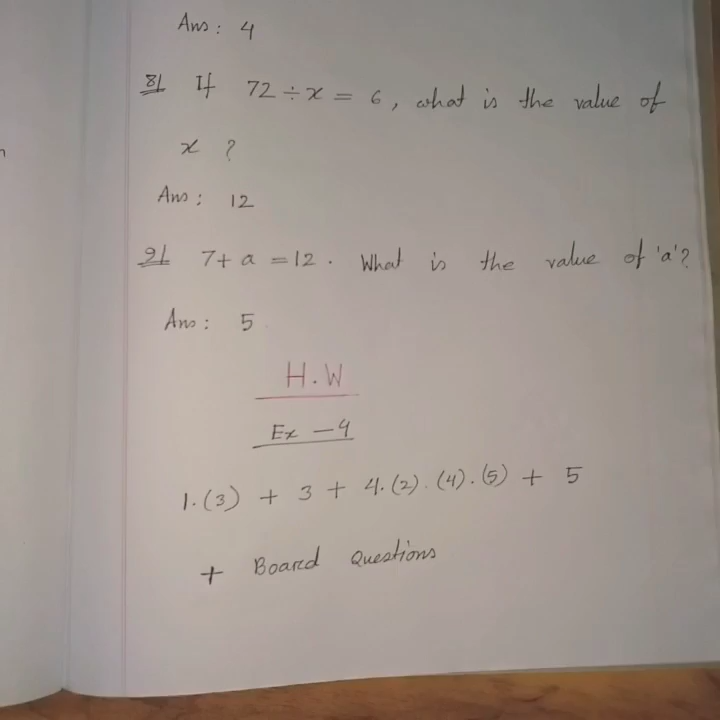 Ans: 4
8| If 72 ÷ x = 6, what is the value of
x ?
Ans: 12
9| 7 + a = 12. What is the value of 'a'?
Ans: 5
H.W
Ex - 4
1.(3) + 3 + 4.(2).(4).(5) + 5
+ Board Questions